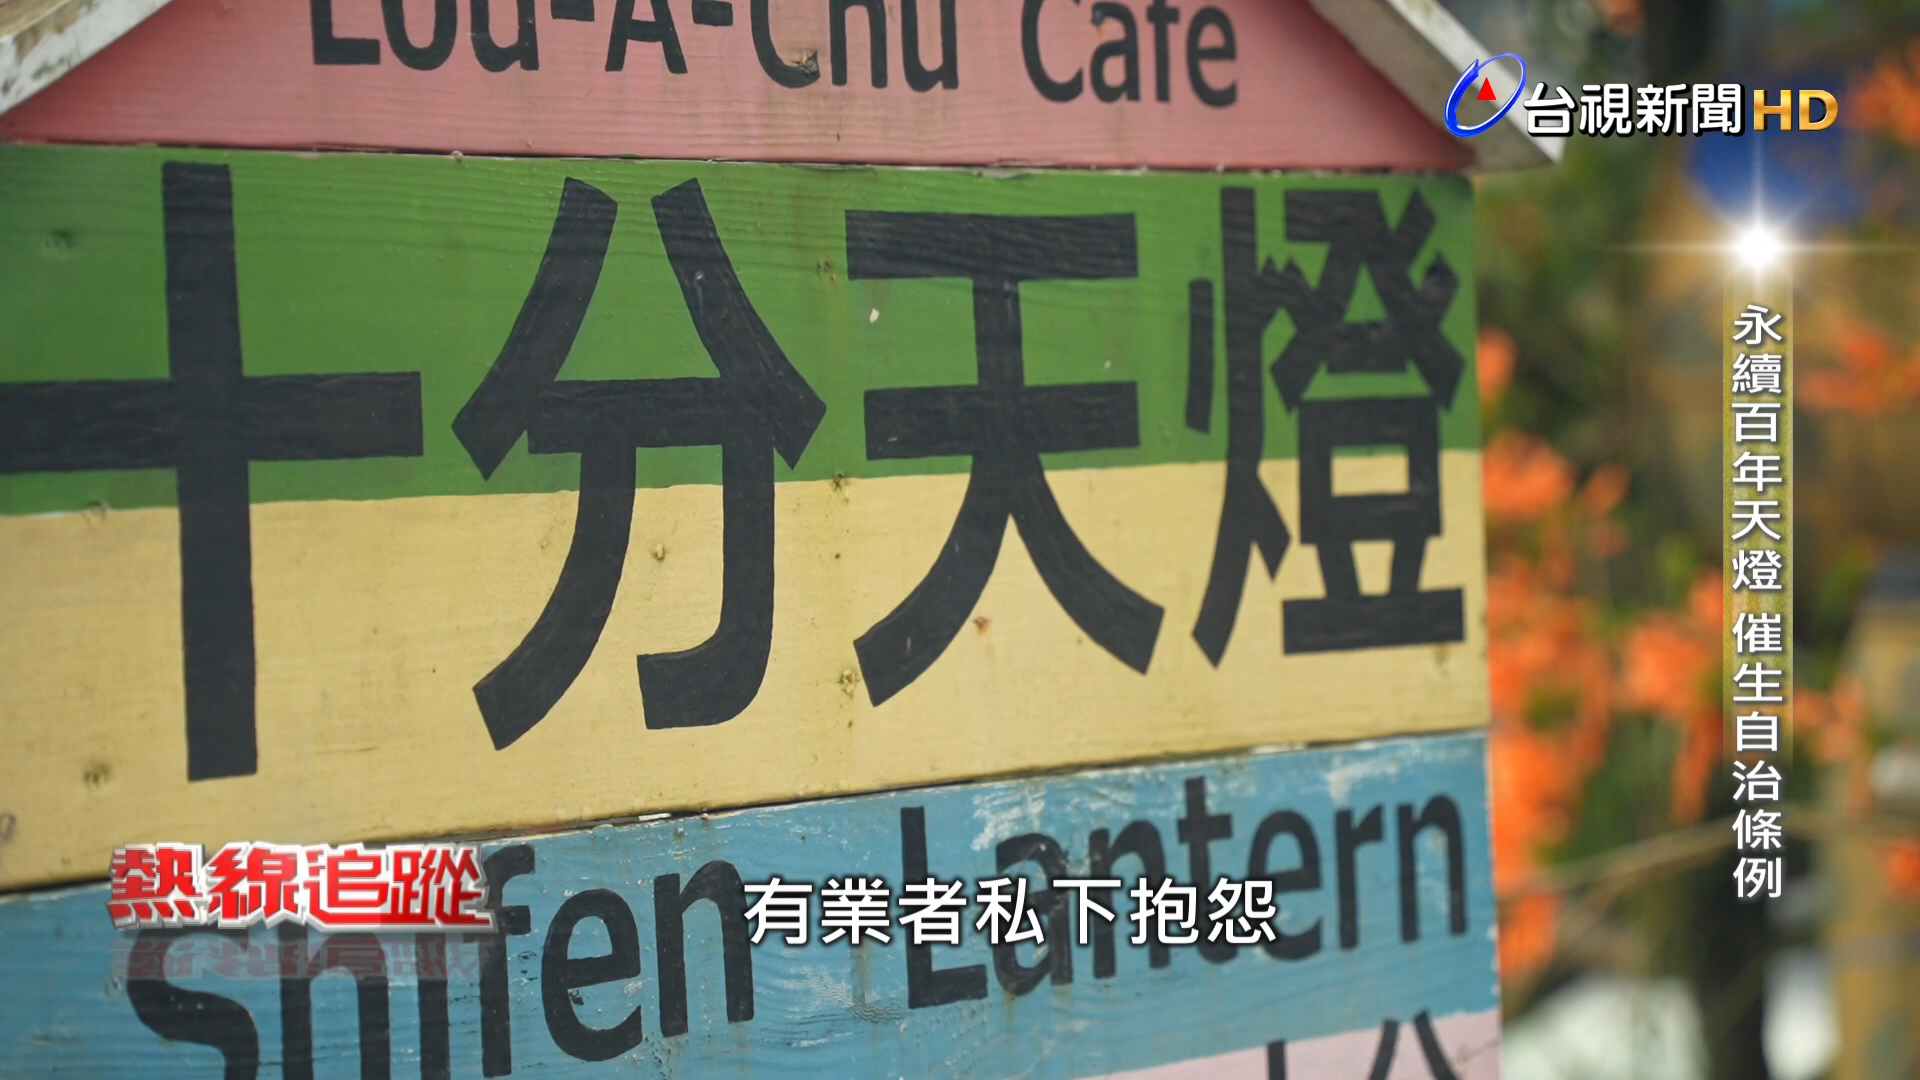 Lou-A-Chu Cafe
台視新聞HD
十分天燈
永續百年天燈 催生自治條例
Shifen Lantern
熱線追蹤
有業者私下抱怨